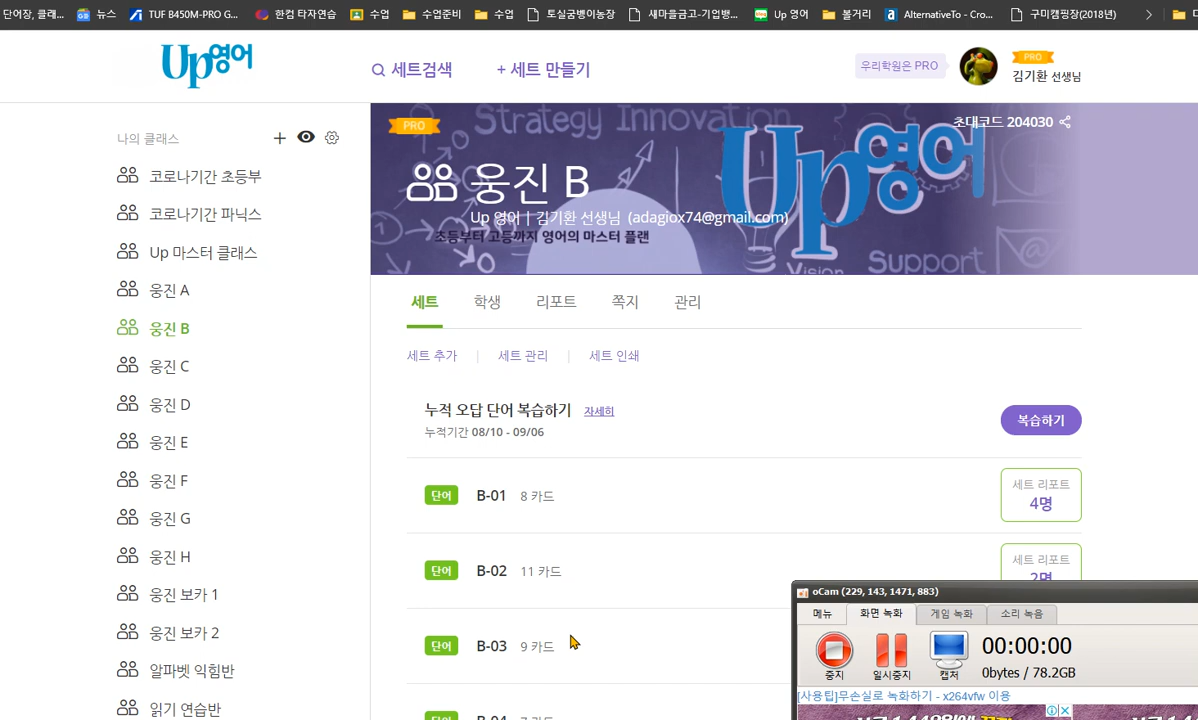 단어장, 클래...
뉴스
TUF B450M-PRO G...
한컴 타자연습
수업
수업준비
수업
토실굼벵이농장
새마을금고-기업뱅...
Up 영어
볼거리
AlternativeTo - Cro...
구미캠핑장(2018년)
Up영어
세트검색
+ 세트 만들기
우리학원은 PRO
PRO
김기환 선생님
나의 클래스
코로나기간 초등부
코로나기간 파닉스
Up 마스터 클래스
웅진 A
웅진 B
웅진 C
웅진 D
웅진 E
웅진 F
웅진 G
웅진 H
웅진 보카 1
웅진 보카 2
알파벳 익힘반
읽기 연습반
PRO
Strategy Innovation
초대코드 204030
웅진 B
Up영어
Up 영어 | 김기환 선생님 (adagiox74@gmail.com)
초등부터 고등까지 영어의 마스터 플랜
Vision
Support
세트
학생
리포트
쪽지
관리
세트 추가 | 세트 관리 | 세트 인쇄
누적 오답 단어 복습하기 자세히
누적기간 08/10 - 09/06
복습하기
단어 B-01 8 카드
세트 리포트
4명
단어 B-02 11 카드
세트 리포트
2명
단어 B-03 9 카드
단어 B-04 7 카드
oCam (229, 143, 1471, 883)
메뉴
화면 녹화
게임 녹화
소리 녹음
중지
일시중지
캡처
00:00:00
0bytes / 78.2GB
[사용팁]무손실로 녹화하기 - x264vfw 이용